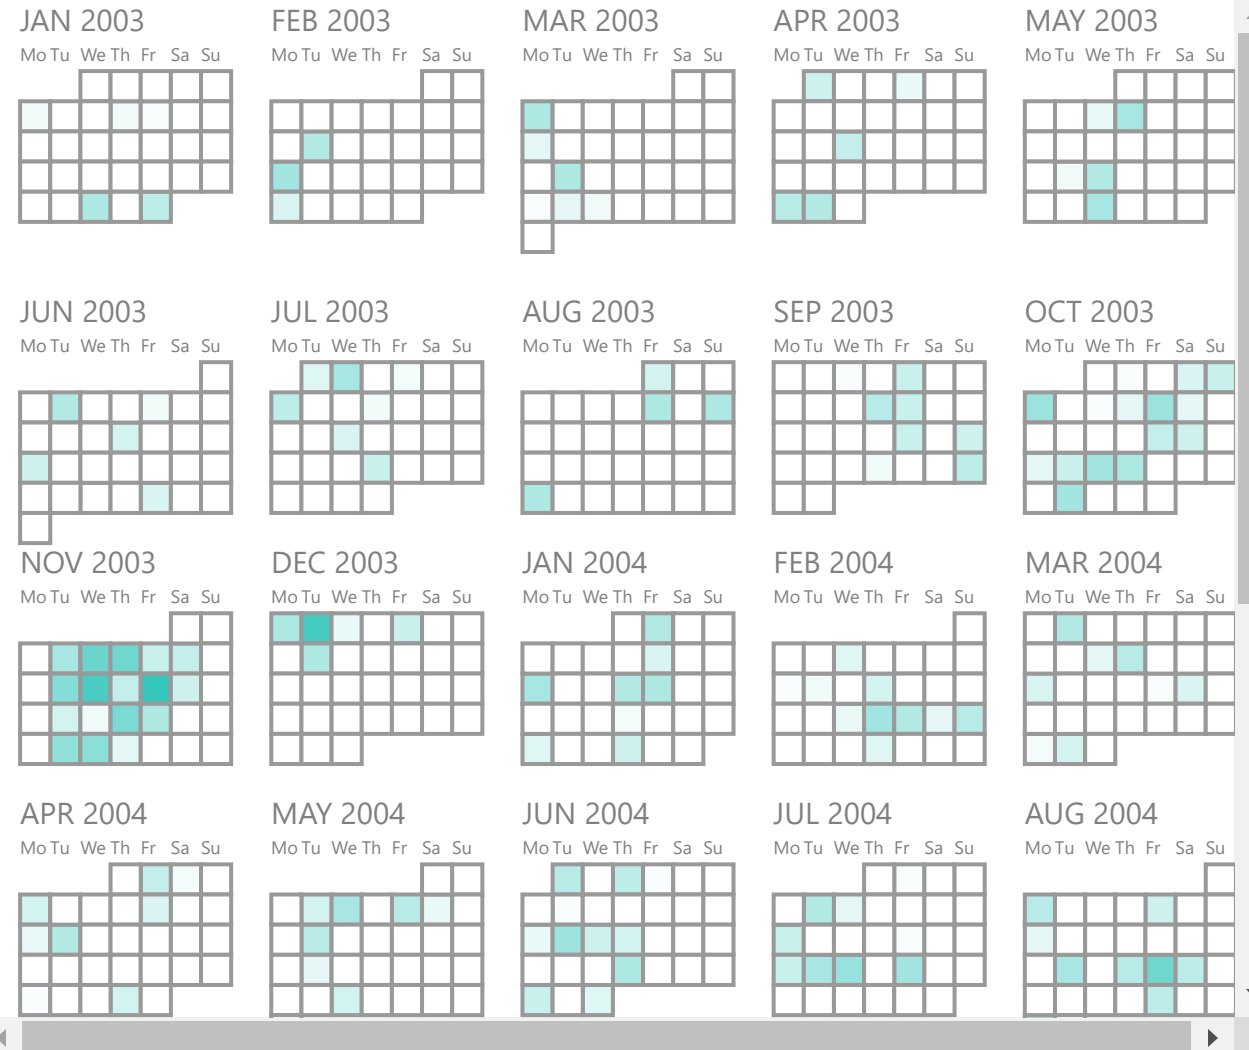 JAN 2003 FEB 2003 MAR 2003 APR 2003 MAY 2003
Mo Tu We Th Fr Sa Su Mo Tu We Th Fr Sa Su Mo Tu We Th Fr Sa Su Mo Tu We Th Fr Sa Su Mo Tu We Th Fr Sa Su
JUN 2003 JUL 2003 AUG 2003 SEP 2003 OCT 2003
Mo Tu We Th Fr Sa Su Mo Tu We Th Fr Sa Su Mo Tu We Th Fr Sa Su Mo Tu We Th Fr Sa Su Mo Tu We Th Fr Sa Su
NOV 2003 DEC 2003 JAN 2004 FEB 2004 MAR 2004
Mo Tu We Th Fr Sa Su Mo Tu We Th Fr Sa Su Mo Tu We Th Fr Sa Su Mo Tu We Th Fr Sa Su Mo Tu We Th Fr Sa Su
APR 2004 MAY 2004 JUN 2004 JUL 2004 AUG 2004
Mo Tu We Th Fr Sa Su Mo Tu We Th Fr Sa Su Mo Tu We Th Fr Sa Su Mo Tu We Th Fr Sa Su Mo Tu We Th Fr Sa Su